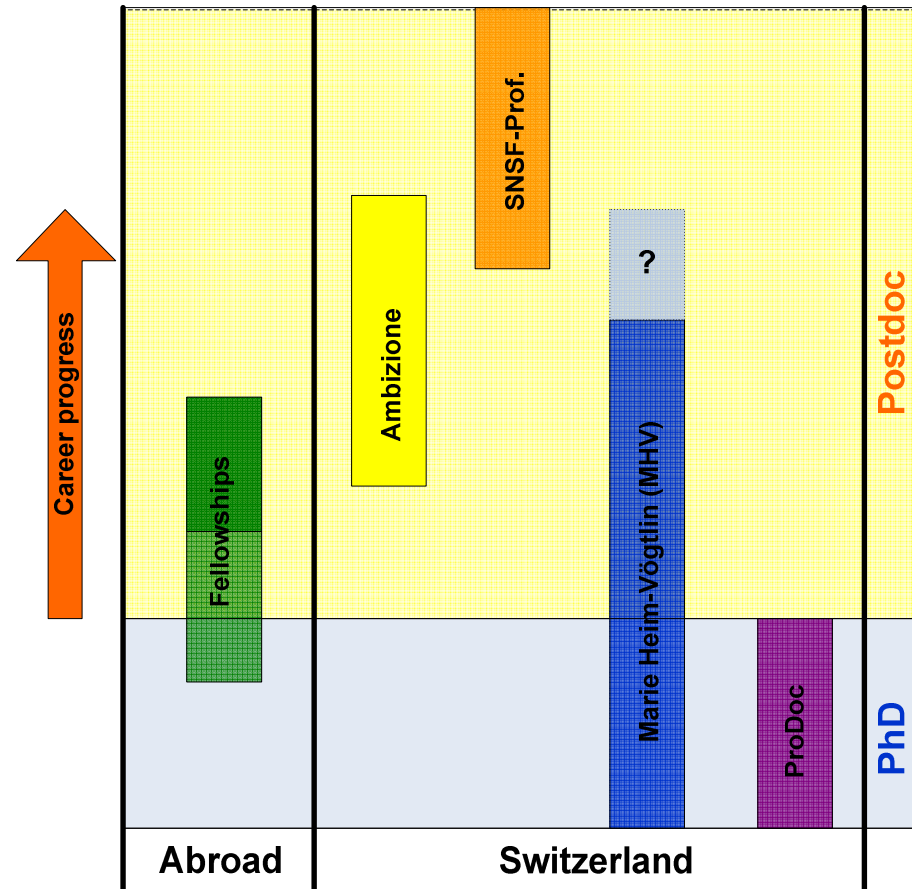 Career progress
Fellowships
Ambizione
SNSF-Prof.
?
Marie Heim-Vögtlin (MHV)
ProDoc
Postdoc
PhD
Abroad
Switzerland